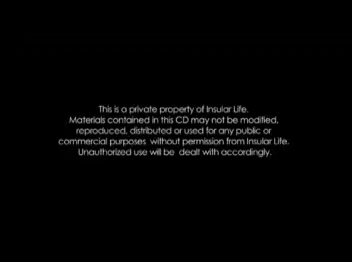 This is a private property of Insular Life.
Materials contained in this CD may not be modified,
reproduced, distributed or used for any public or
commercial purposes without permission from Insular Life.
Unauthorized use will be dealt with accordingly.